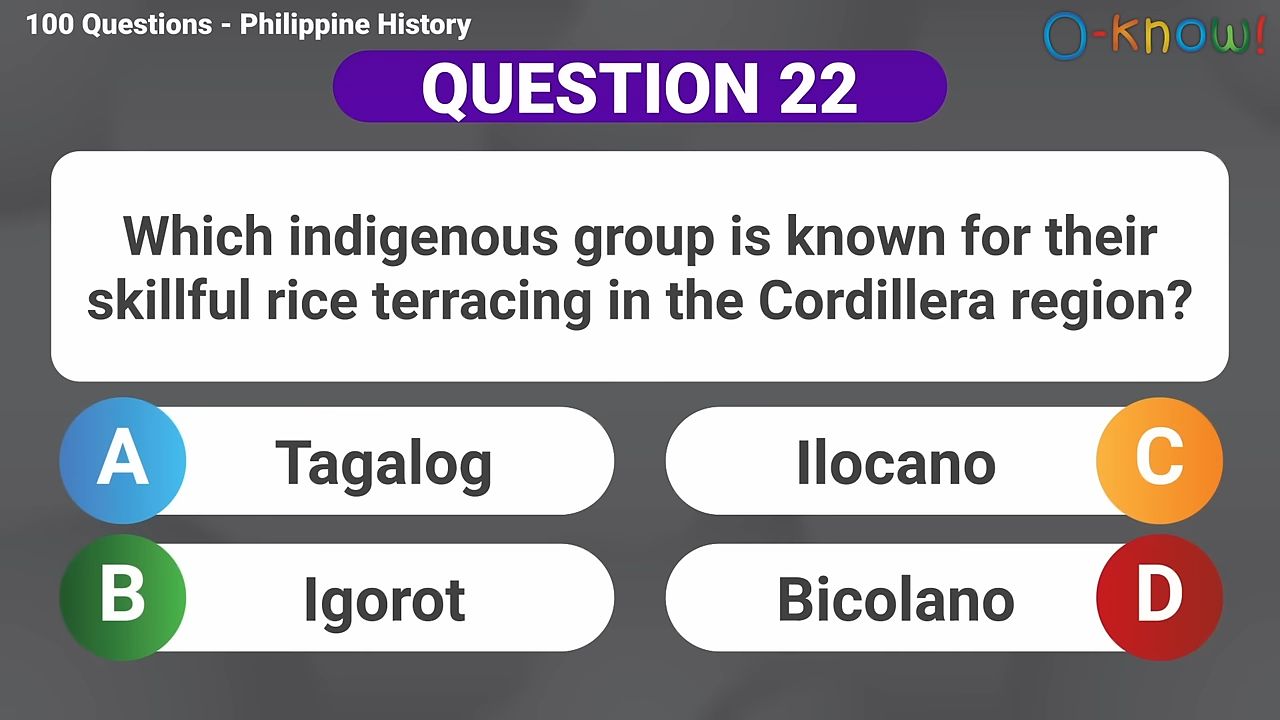 100 Questions - Philippine History
O-know!
QUESTION 22
Which indigenous group is known for their
skillful rice terracing in the Cordillera region?
A
Tagalog
B
Igorot
Ilocano
C
Bicolano
D